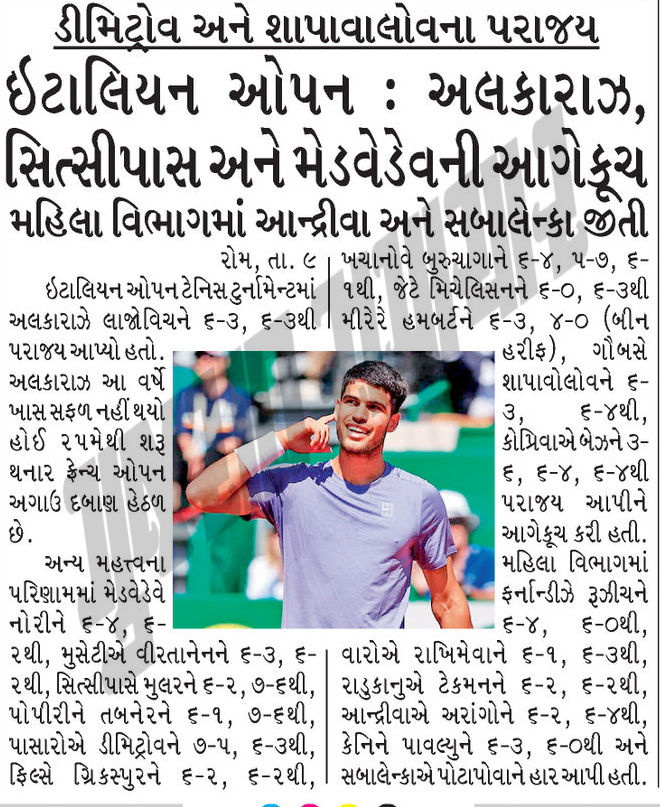 ડીમિટ્રોવ અને શાપાવાલોવના પરાજય
ઇટાલિયન ઓપન : અલકારાઝ,
સિત્સીપાસ અને મેડવેડેવની આગેકૂચ
મહિલા વિભાગમાં આન્દ્રીવા અને સબાલેન્કા જીતી
રોમ, તા. ૯
ઇટાલિયન ઓપન ટેનિસ ટુર્નામેન્ટમાં
અલકારાઝે લાજોવિચને ૬-૩, ૬-૩થી
પરાજય આપ્યો હતો.
અલકારાઝ આ વર્ષે
ખાસ સફળ નહીં થયો
હોઈ ૨૫મેથી શરૂ
થનાર ફ્રેન્ચ ઓપન
અગાઉ દબાણ હેઠળ
છે.
અન્ય મહત્ત્વના
પરિણામમાં મેડવેડેવે
નોરીને ૬-૪, ૬-
૨થી, મુસેટીએ વીરતાનેનને ૬-૩, ૬-
૨થી, સિત્સીપાસે મુલરને ૬-૨, ૭-૬થી,
પોપીરીને તબનેરને ૬-૧, ૭-૬થી,
પાસારોએ ડીમિટ્રોવને ૭-૫, ૬-૩થી,
ફિલ્સે ગ્રિકસ્પુરને ૬-૨, ૬-૨થી,
ખચાનોવે બુરુચાગાને ૬-૪, ૫-૭, ૬-
૧થી, જેટે મિચેલિસનને ૬-૦, ૬-૩થી
મીરેરે હમબર્ટને ૬-૩, ૪-૦ (બીન
હરીફ), ગૌબસે
શાપાવોલોવને ૬-
૩, ૬-૪થી,
કોપ્રિવાએ બેઝને ૩-
૬, ૬-૪, ૬-૪થી
પરાજય આપીને
આગેકૂચ કરી હતી.
મહિલા વિભાગમાં
ફર્નાન્ડીઝે રૂઝીચને
૬-૪, ૬-૦થી,
વારોએ રાખિમેવાને ૬-૧, ૬-૩થી,
રાડુકાનુએ ટેકમનને ૬-૨, ૬-૨થી,
આન્દ્રીવાએ અરાંગોને ૬-૨, ૬-૪થી,
કેનિને પાવલ્યુને ૬-૩, ૬-૦થી અને
સબાલેન્કાએ પોટાપોવાને હાર આપી હતી.